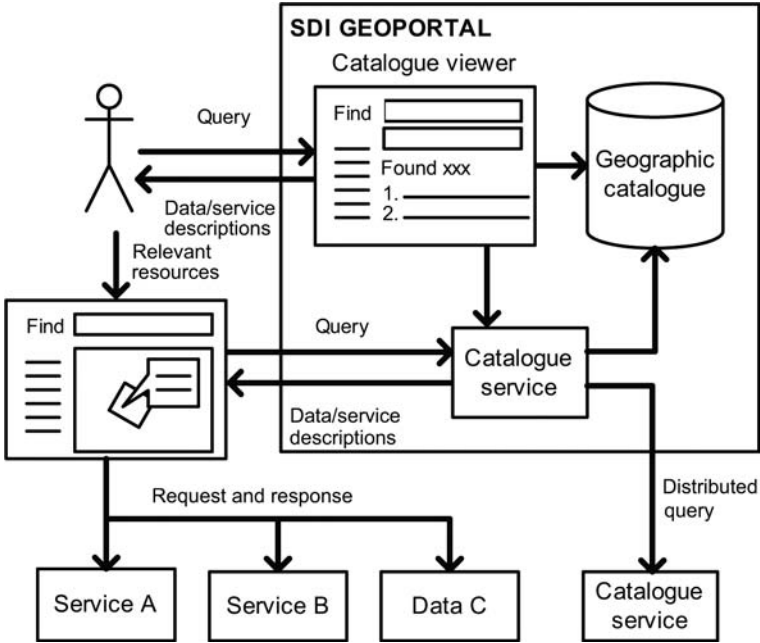 SDI GEOPORTAL
Catalogue viewer
Query
Find
Found xxx
1.
2.
Geographic
catalogue
Data/service
descriptions
Relevant
resources
Find
Query
Catalogue
service
Data/service
descriptions
Request and response
Distributed
query
Service A
Service B
Data C
Catalogue
service